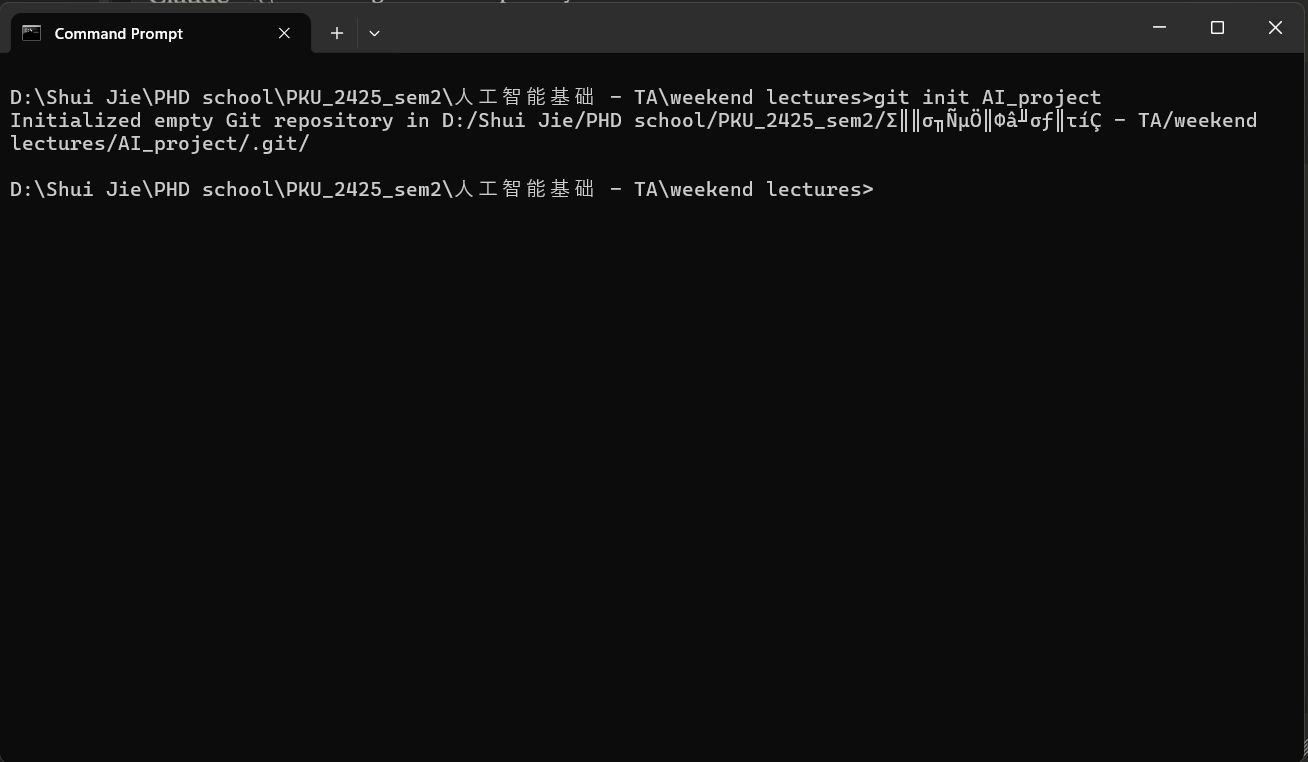 Command Prompt
D:\Shui Jie\PHD school\PKU_2425_sem2\人工智能基础 - TA\weekend lectures>git init AI_project
Initialized empty Git repository in D:/Shui Jie/PHD school/PKU_2425_sem2/Σ║║σ╖ÑµÖ║Φâ╜σƒ║τíÇ - TA/weekend
lectures/AI_project/.git/
D:\Shui Jie\PHD school\PKU_2425_sem2\人工智能基础 - TA\weekend lectures>